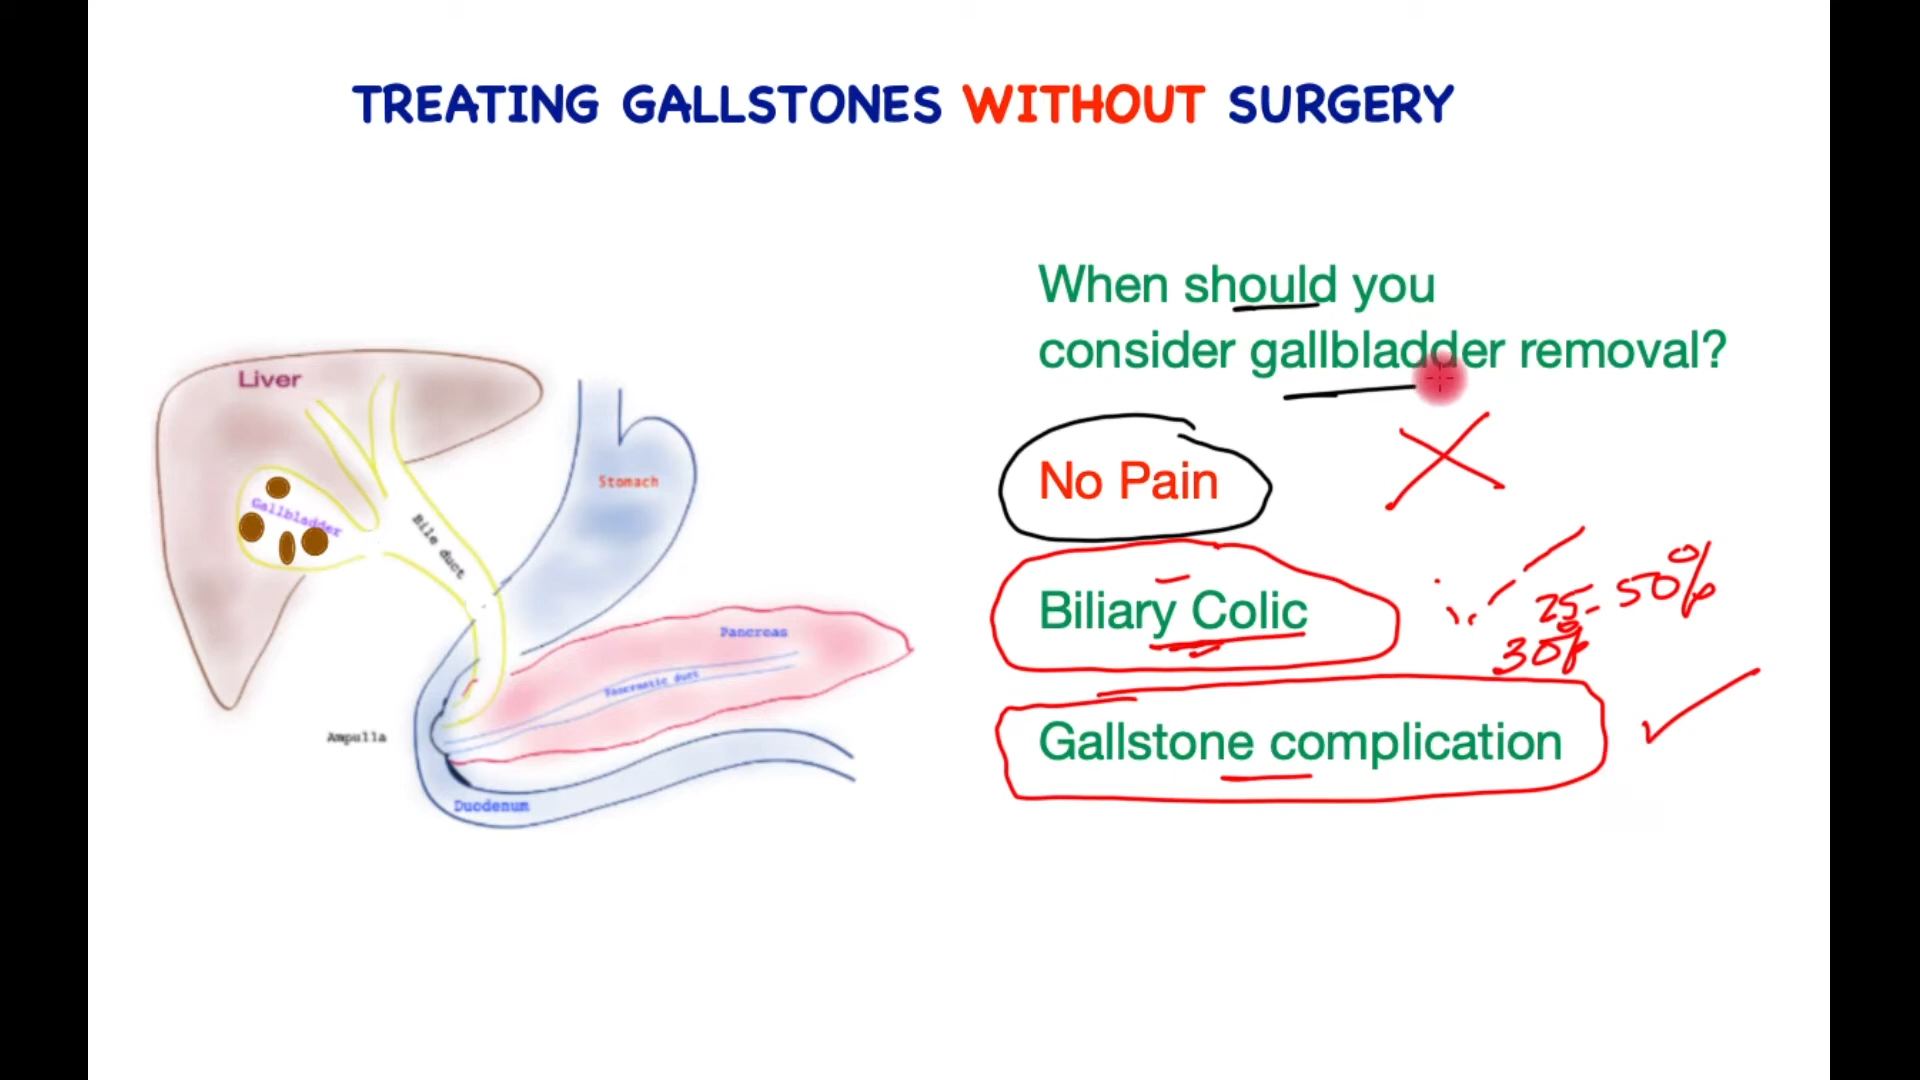 TREATING GALLSTONES WITHOUT SURGERY
When should you
consider gallbladder removal?
No Pain
Biliary Colic
25-50%
30%
Gallstone complication
Liver
Gallbladder
Bile duct
Stomach
Pancreas
Pancreatic duct
Ampulla
Duodenum